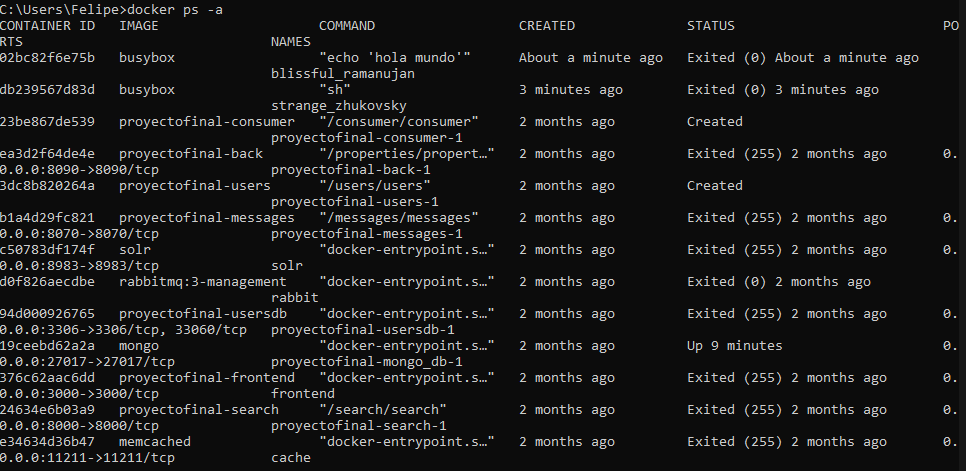 C:\Users\Felipe>docker ps -a
CONTAINER ID   IMAGE                    COMMAND                  CREATED              STATUS                          PO
RTS                               NAMES
02bc82f6e75b   busybox                  "echo 'hola mundo'"      About a minute ago   Exited (0) About a minute ago
                                  blissful_ramanujan
db239567d83d   busybox                  "sh"                     3 minutes ago        Exited (0) 3 minutes ago
                                  strange_zhukovsky
23be867de539   proyectofinal-consumer   "/consumer/consumer"     2 months ago         Created
                                  proyectofinal-consumer-1
ea3d2f64de4e   proyectofinal-back       "/properties/propert…"   2 months ago         Exited (255) 2 months ago       0.
0.0.0:8090->8090/tcp              proyectofinal-back-1
3dc8b820264a   proyectofinal-users      "/users/users"           2 months ago         Created
                                  proyectofinal-users-1
b1a4d29fc821   proyectofinal-messages   "/messages/messages"     2 months ago         Exited (255) 2 months ago       0.
0.0.0:8070->8070/tcp              proyectofinal-messages-1
c50783df174f   solr                     "docker-entrypoint.s…"   2 months ago         Exited (255) 2 months ago       0.
0.0.0:8983->8983/tcp              solr
d0f826aecdbe   rabbitmq:3-management    "docker-entrypoint.s…"   2 months ago         Exited (0) 2 months ago
                                  rabbit
94d000926765   proyectofinal-usersdb    "docker-entrypoint.s…"   2 months ago         Exited (255) 2 months ago       0.
0.0.0:3306->3306/tcp, 33060/tcp   proyectofinal-usersdb-1
19ceebd62a2a   mongo                    "docker-entrypoint.s…"   2 months ago         Up 9 minutes                    0.
0.0.0:27017->27017/tcp            proyectofinal-mongo_db-1
376c62aac6dd   proyectofinal-frontend   "docker-entrypoint.s…"   2 months ago         Exited (255) 2 months ago       0.
0.0.0:3000->3000/tcp              frontend
24634e6b03a9   proyectofinal-search     "/search/search"         2 months ago         Exited (255) 2 months ago       0.
0.0.0:8000->8000/tcp              proyectofinal-search-1
e34634d36b47   memcached                "docker-entrypoint.s…"   2 months ago         Exited (255) 2 months ago       0.
0.0.0:11211->11211/tcp            cache